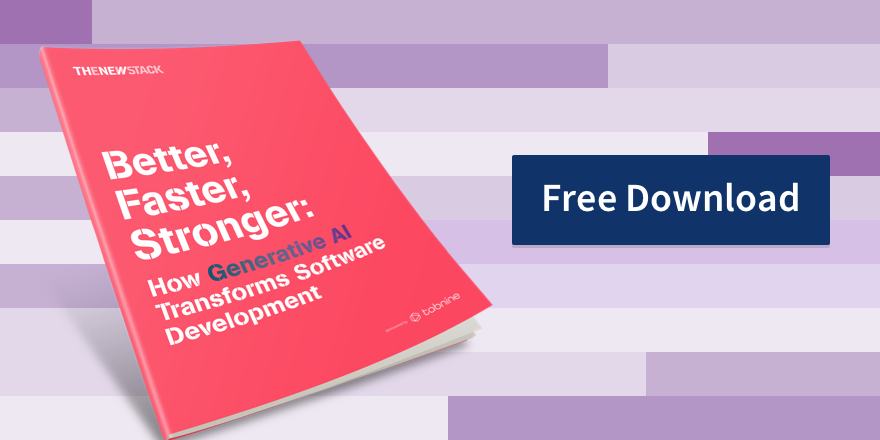 THENEWSTACK
Better,
Faster,
Stronger:
How Generative AI
Transforms Software
Development
tabnine
Free Download